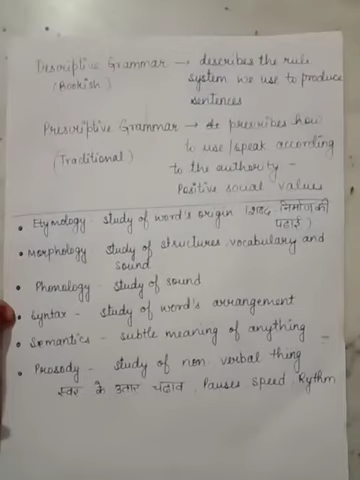 Descriptive Grammar → describes the rule
(Bookish) system we use to produce
sentences
Prescriptive Grammar → prescribes how
to use/speak according
(Traditional) to the authority -
Positive social values
• Etymology - study of word's origin (शब्द निर्माण की
पढाई)
• Morphology study of structures, vocabulary and
sound
• Phonology - study of sound
• Syntax - study of word's arrangement
• Semantics - subtle meaning of anything
• Prosody - study of non verbal thing
स्वर के उतार चढाव, Pauses speed, Rythm